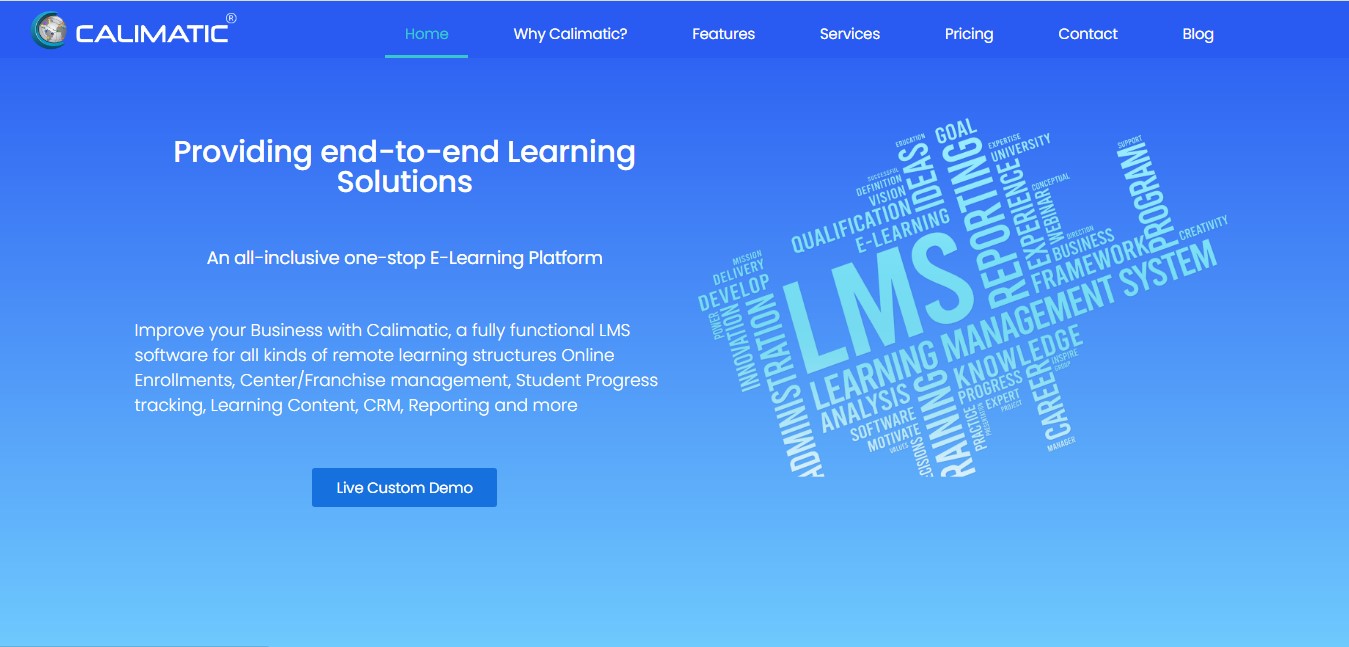 CALIMATIC®
Home
Why Calimatic?
Features
Services
Pricing
Contact
Blog
Providing end-to-end Learning
Solutions
An all-inclusive one-stop E-Learning Platform
Improve your Business with Calimatic, a fully functional LMS
software for all kinds of remote learning structures Online
Enrollments, Center/Franchise management, Student Progress
tracking, Learning Content, CRM, Reporting and more
Live Custom Demo
EDUCATION
GOAL
EXPERTISE
UNIVERSITY
SUPPORT
SUCCESSFUL
DEFINITION
VISION
IDEAS
REPORTING
EXPERIENCE
CONCEPTUAL
WEBINAR
PROGRAM
QUALIFICATION
E-LEARNING
DIRECTION
BUSINESS
CREATIVITY
MISSION
DELIVERY
DEVELOP
LMS
FRAMEWORK
POWER
INNOVATION
ADMINISTRATION
LEARNING MANAGEMENT SYSTEM
ANALYSIS
KNOWLEDGE
INSPIRE
GROUP
SOFTWARE
MOTIVATE
VALUES
PROGRESS
EXPERT
PROJECT
PRACTICE
CAREER
MANAGER
CISIONS
RAINING